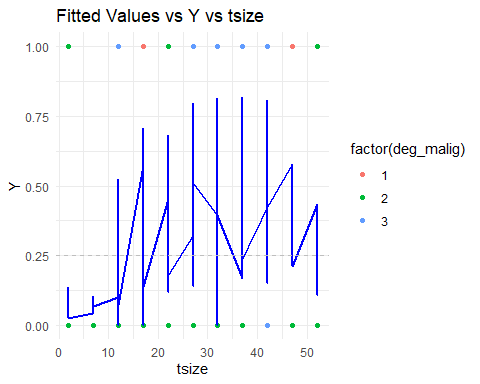 Fitted Values vs Y vs tsize
1.00
0.75
0.50
0.25
0.00
Y
0 10 20 30 40 50
tsize
factor(deg_malig)
1
2
3